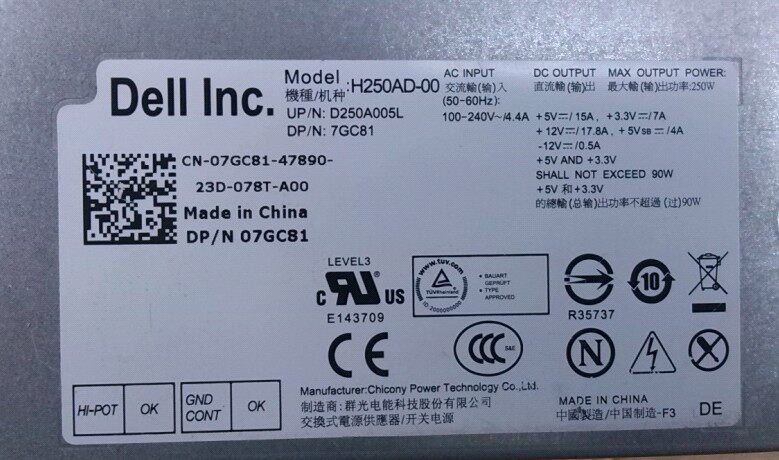 Dell Inc.
Model :H250AD-00
機種/机种
UP/N: D250A005L
DP/N: 7GC81
AC INPUT
交流輸(输)入
(50-60Hz):
100-240V~/4.4A
DC OUTPUT MAX OUTPUT POWER:
直流輸(输)出 最大輸(输)出功率:250W
+5V⎓/ 15A, +3.3V⎓/7A
+12V⎓/ 17.8A, +5VSB⎓/4A
-12V⎓/0.5A
+5V AND +3.3V
SHALL NOT EXCEED 90W
+5V 和+3.3V
的總輸(总输)出功率不超過(过)90W
CN-07GC81-47890-
23D-078T-A00
Made in China
DP/N 07GC81
LEVEL3
c UR US
E143709
www.tuv.com
TÜVRheinland
ID:2000000000
BAUART
GEPRÜFT
TYPE
APPROVED
R35737
10
CE
CCC S&E
N
Manufacturer:Chicony Power Technology Co.,Ltd.
制造商: 群光电能科技股份有限公司
交換式電源供應器/开关电源
MADE IN CHINA
中國製造/中国制造-F3
DE
HI-POT OK
GND
CONT OK